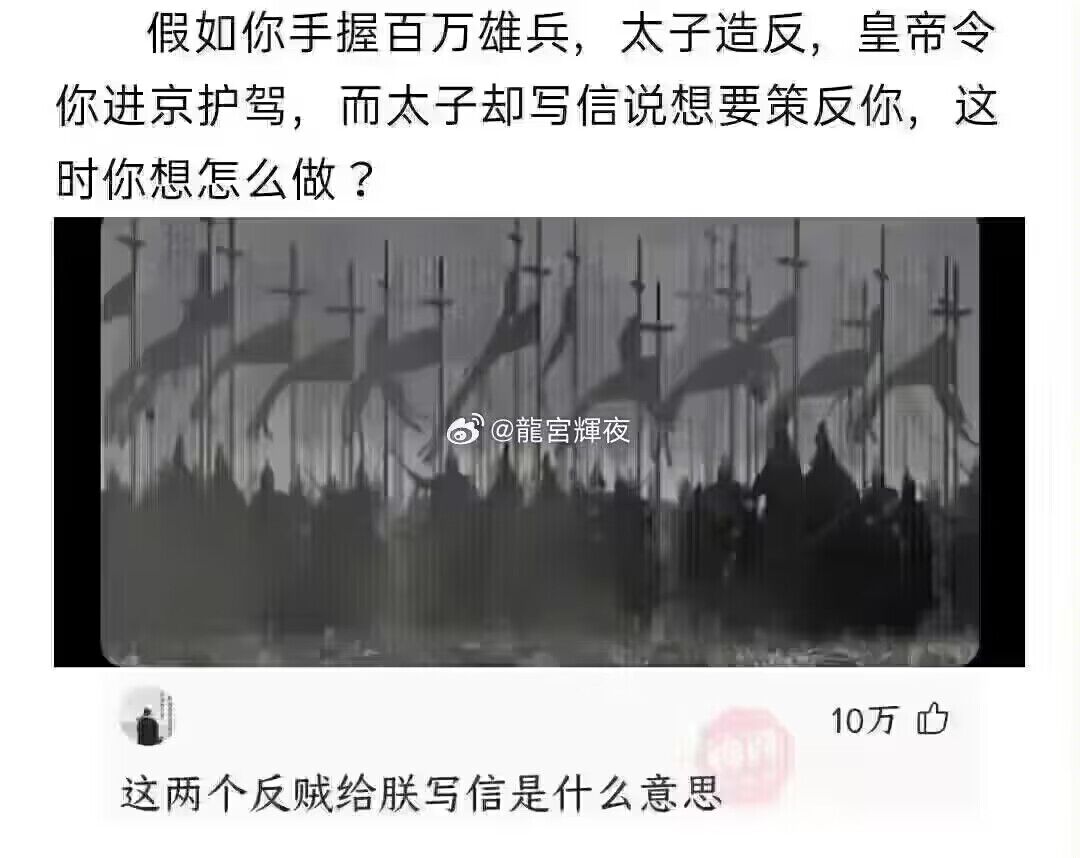 假如你手握百万雄兵，太子造反，皇帝令
你进京护驾，而太子却写信说想要策反你，这
时你想怎么做？
@龍宮輝夜
10万
这两个反贼给朕写信是什么意思